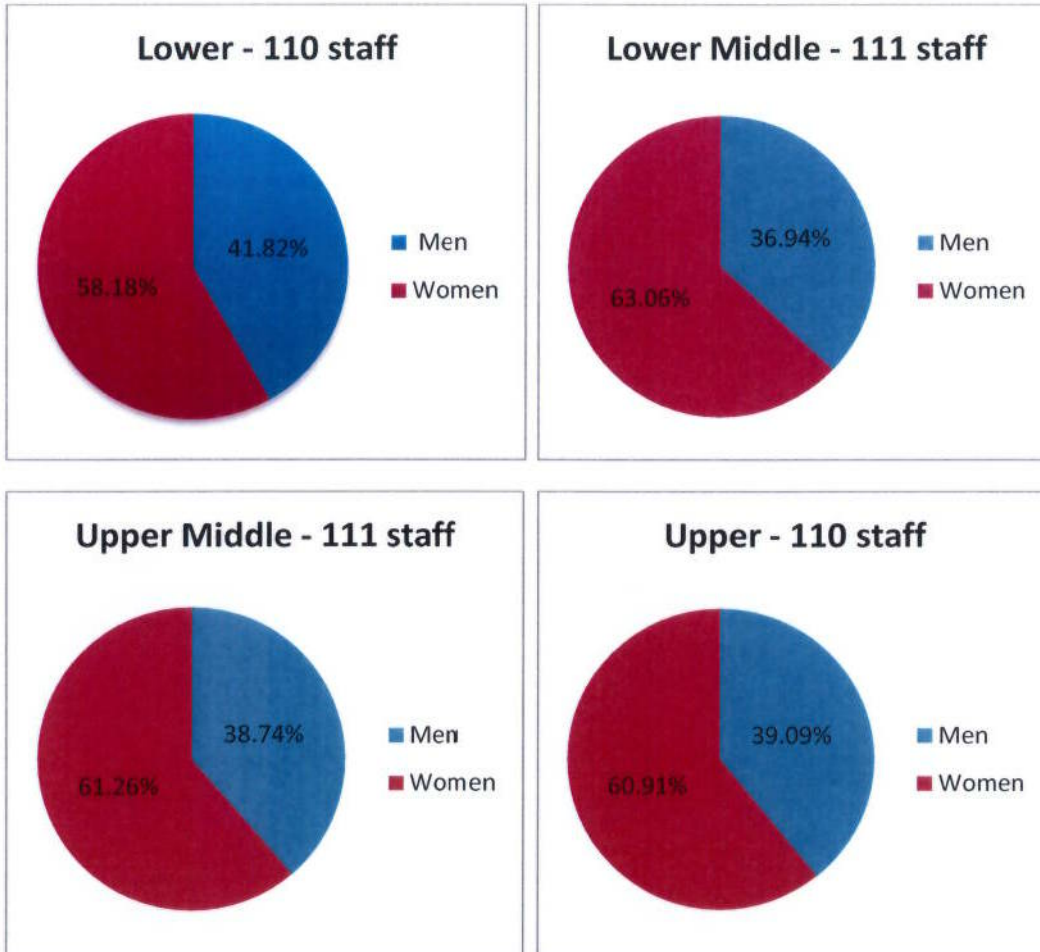 Lower - 110 staff
41.82%
58.18%
Men
Women
Lower Middle - 111 staff
36.94%
63.06%
Men
Women
Upper Middle - 111 staff
38.74%
61.26%
Men
Women
Upper - 110 staff
39.09%
60.91%
Men
Women